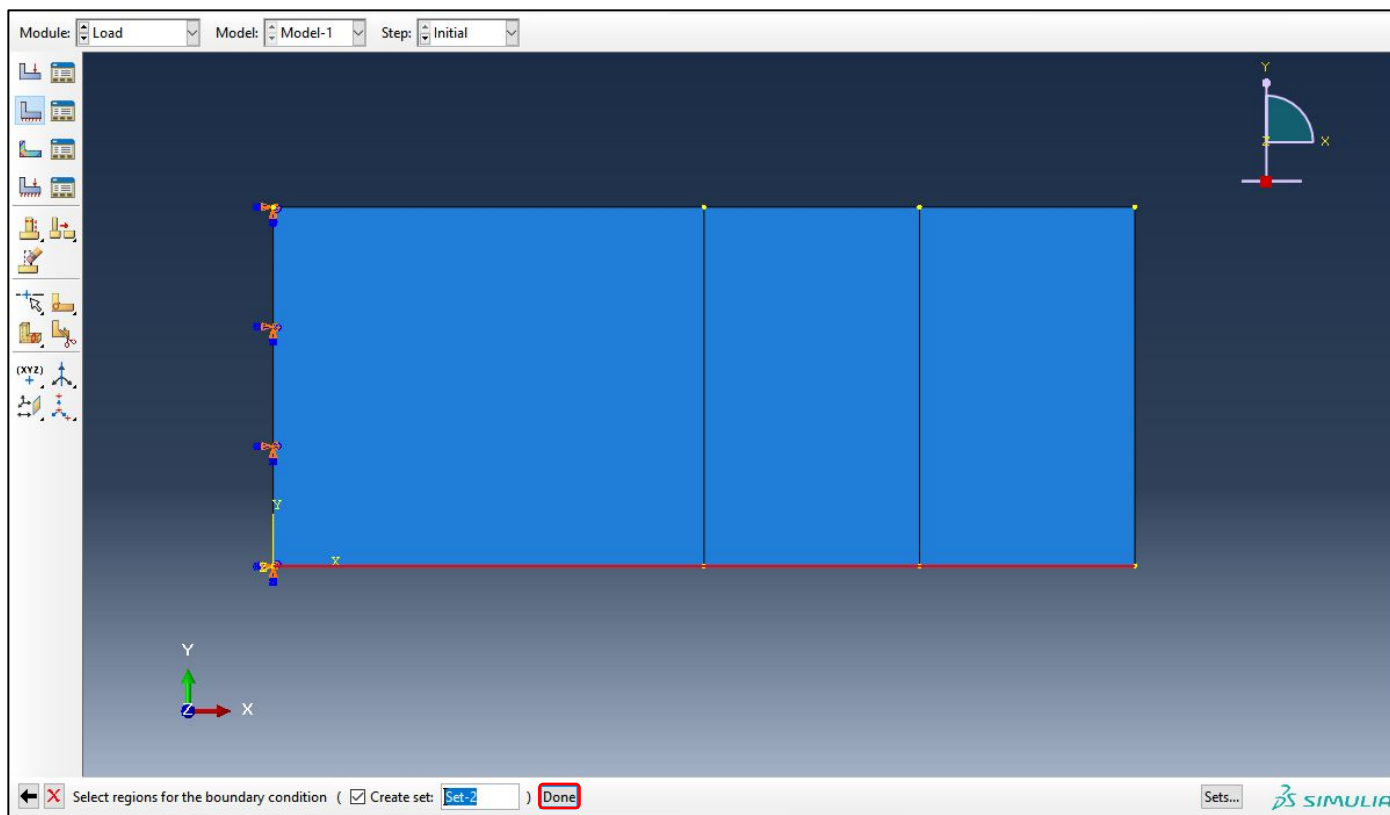 Module: Load Model: Model-1 Step: Initial
Y
X
Z
(XYZ)
Y
X
Z
Y
X
Z
Select regions for the boundary condition ( Create set: Set-2 ) Done Sets... SIMULIA